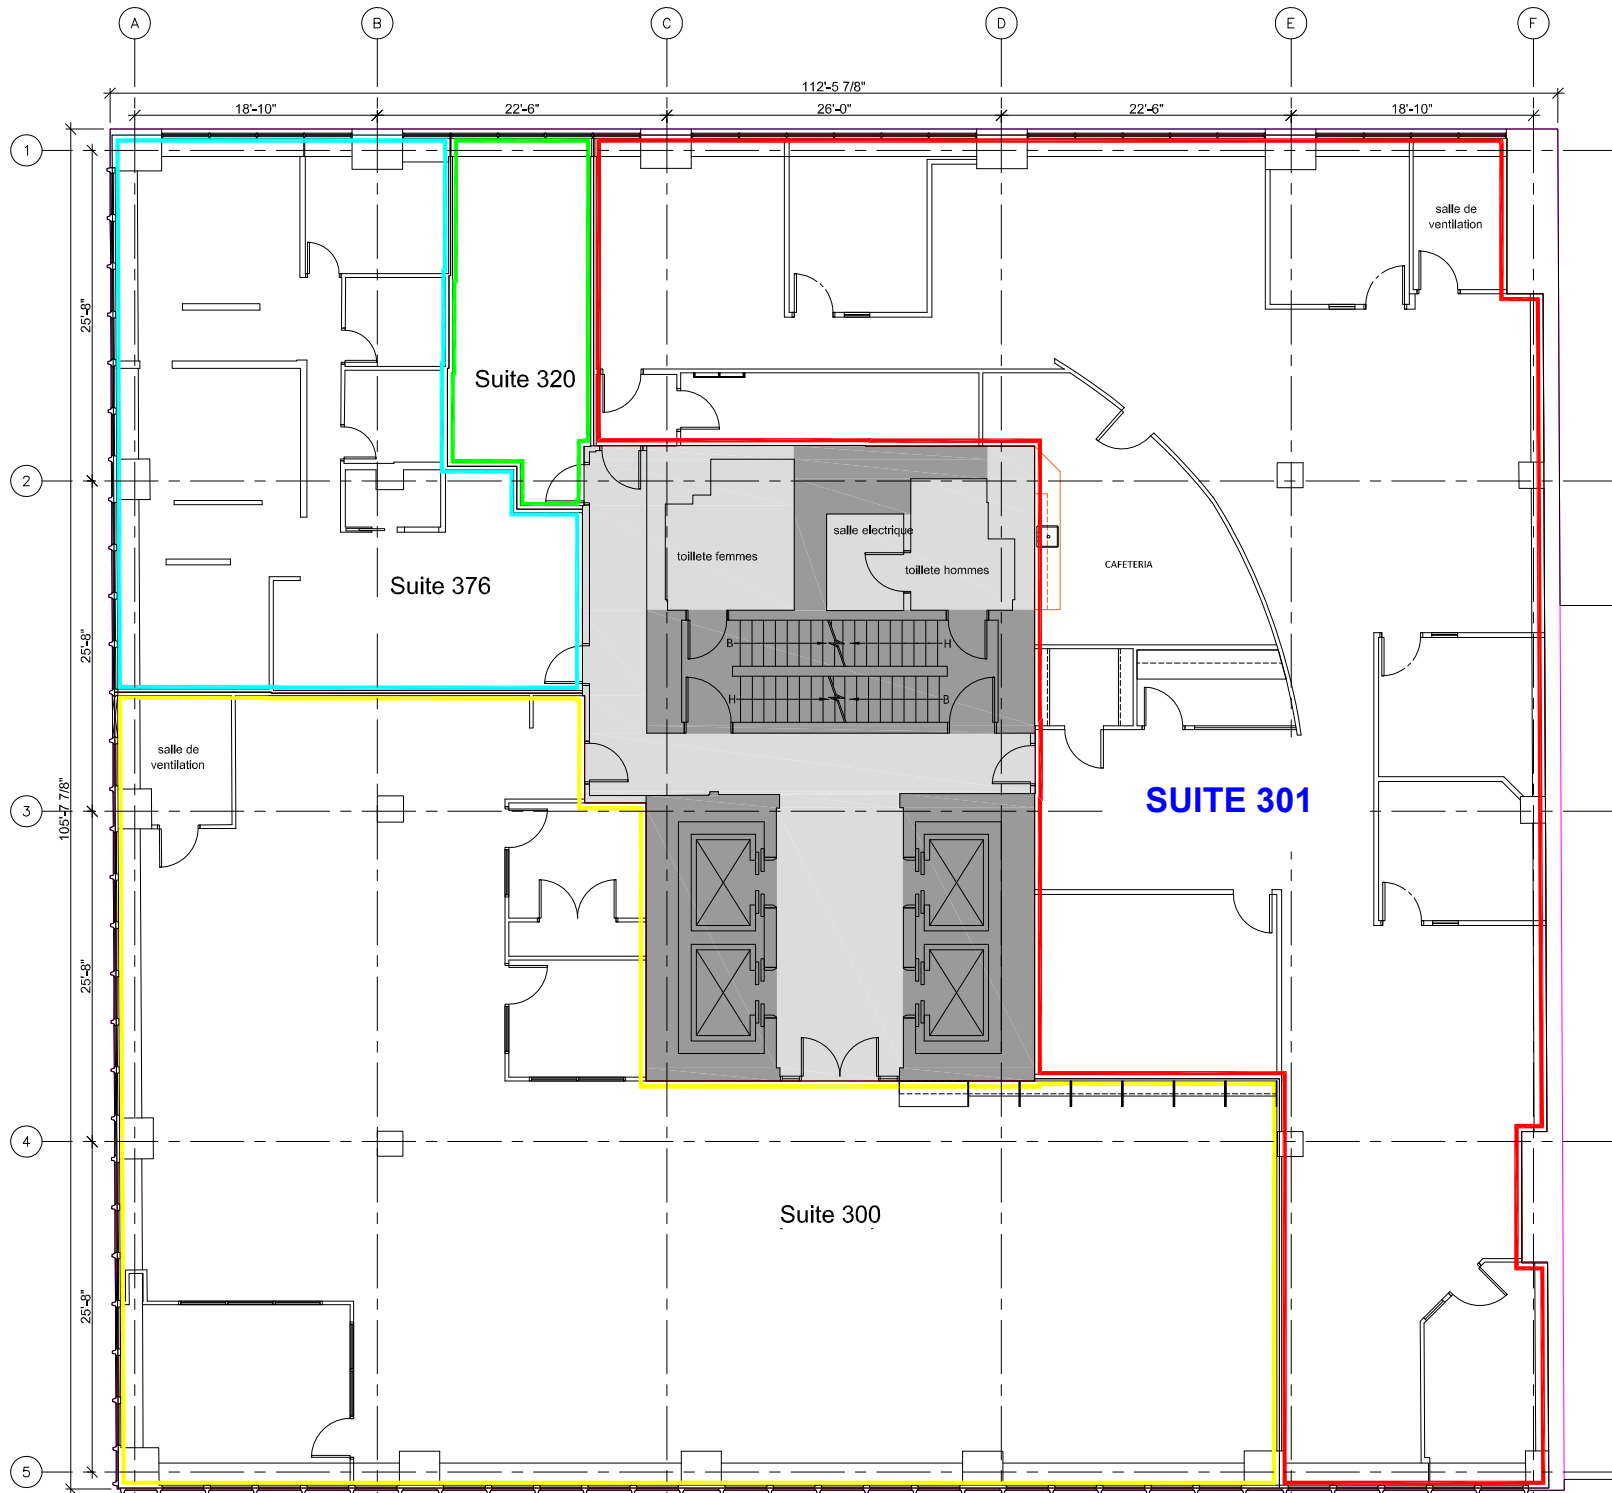 A B C D E F
112'-5 7/8"
18'-10" 22'-6" 26'-0" 22'-6" 18'-10"
1
salle de
ventilation
25'-8"
Suite 320
2
salle electrique
toillete femmes
toillete hommes
CAFETERIA
Suite 376
25'-8"
B H
H B
salle de
ventilation
105'-7 7/8"
SUITE 301
3
25'-8"
4
Suite 300
25'-8"
5